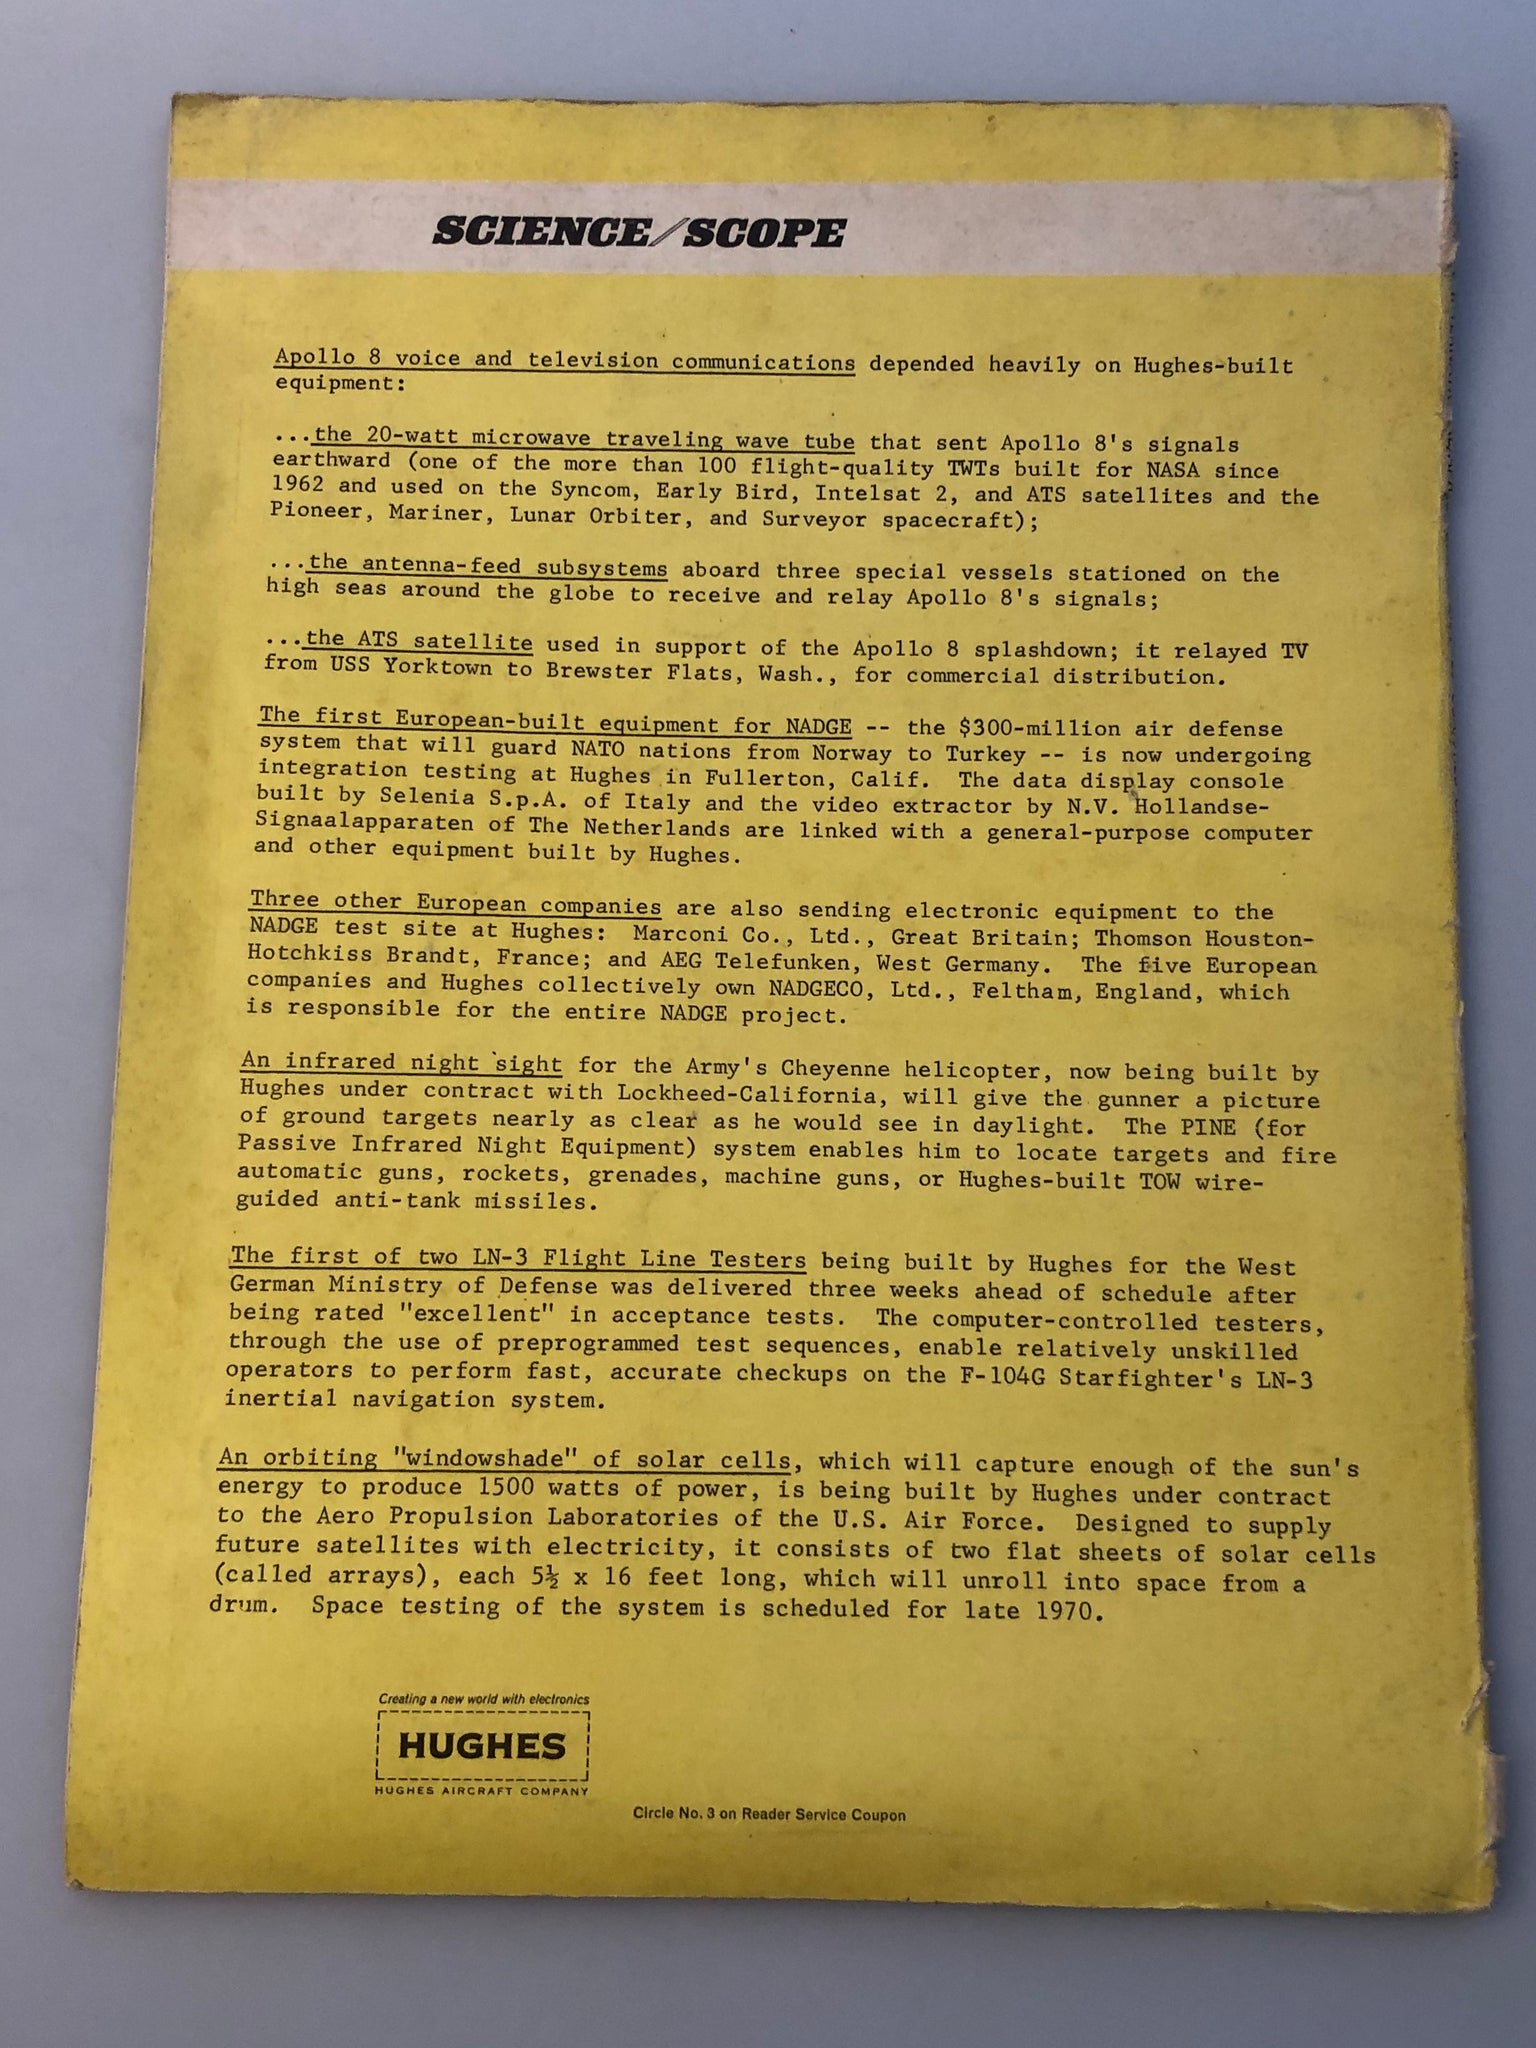 SCIENCE/SCOPE
Apollo 8 voice and television communications depended heavily on Hughes-built
equipment:
...the 20-watt microwave traveling wave tube that sent Apollo 8's signals
earthward (one of the more than 100 flight-quality TWTs built for NASA since
1962 and used on the Syncom, Early Bird, Intelsat 2, and ATS satellites and the
Pioneer, Mariner, Lunar Orbiter, and Surveyor spacecraft);
...the antenna-feed subsystems aboard three special vessels stationed on the
high seas around the globe to receive and relay Apollo 8's signals;
...the ATS satellite used in support of the Apollo 8 splashdown; it relayed TV
from USS Yorktown to Brewster Flats, Wash., for commercial distribution.
The first European-built equipment for NADGE -- the $300-million air defense
system that will guard NATO nations from Norway to Turkey -- is now undergoing
integration testing at Hughes in Fullerton, Calif. The data display console
built by Selenia S.p.A. of Italy and the video extractor by N.V. Hollandse-
Signaalapparaten of The Netherlands are linked with a general-purpose computer
and other equipment built by Hughes.
Three other European companies are also sending electronic equipment to the
NADGE test site at Hughes: Marconi Co., Ltd., Great Britain; Thomson Houston-
Hotchkiss Brandt, France; and AEG Telefunken, West Germany. The five European
companies and Hughes collectively own NADGECO, Ltd., Feltham, England, which
is responsible for the entire NADGE project.
An infrared night sight for the Army's Cheyenne helicopter, now being built by
Hughes under contract with Lockheed-California, will give the gunner a picture
of ground targets nearly as clear as he would see in daylight. The PINE (for
Passive Infrared Night Equipment) system enables him to locate targets and fire
automatic guns, rockets, grenades, machine guns, or Hughes-built TOW wire-
guided anti-tank missiles.
The first of two LN-3 Flight Line Testers being built by Hughes for the West
German Ministry of Defense was delivered three weeks ahead of schedule after
being rated "excellent" in acceptance tests. The computer-controlled testers,
through the use of preprogrammed test sequences, enable relatively unskilled
operators to perform fast, accurate checkups on the F-104G Starfighter's LN-3
inertial navigation system.
An orbiting "windowshade" of solar cells, which will capture enough of the sun's
energy to produce 1500 watts of power, is being built by Hughes under contract
to the Aero Propulsion Laboratories of the U.S. Air Force. Designed to supply
future satellites with electricity, it consists of two flat sheets of solar cells
(called arrays), each 5½ x 16 feet long, which will unroll into space from a
drum. Space testing of the system is scheduled for late 1970.
Creating a new world with electronics
HUGHES
HUGHES AIRCRAFT COMPANY
Circle No. 3 on Reader Service Coupon